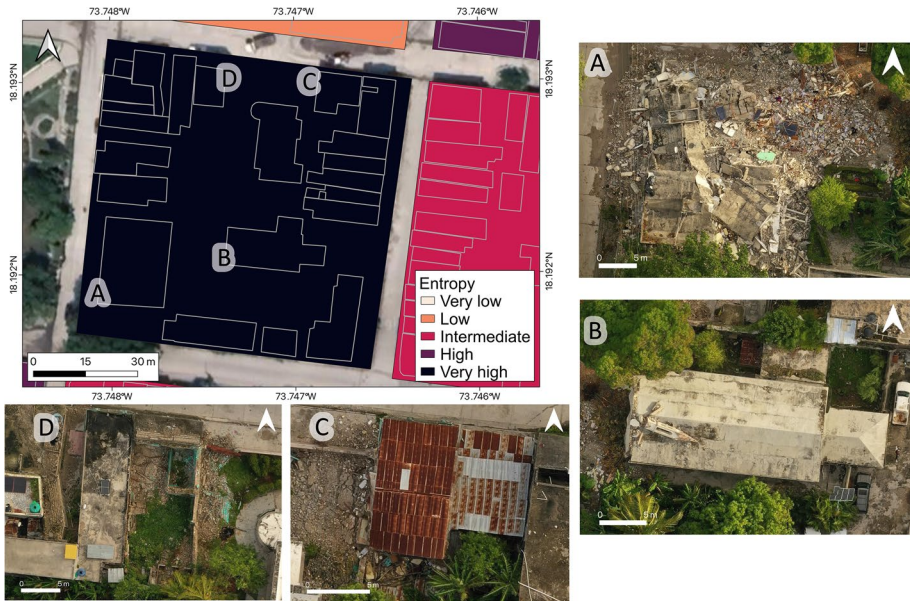 73.748°W 73.747°W 73.746°W
18.193°N
18.192°N
18.193°N
18.192°N
D
C
B
A
Entropy
Very low
Low
Intermediate
High
Very high
0 15 30 m
73.748°W 73.747°W 73.746°W
A
0 5 m
B
0 5 m
D
0 5 m
C
0 5 m